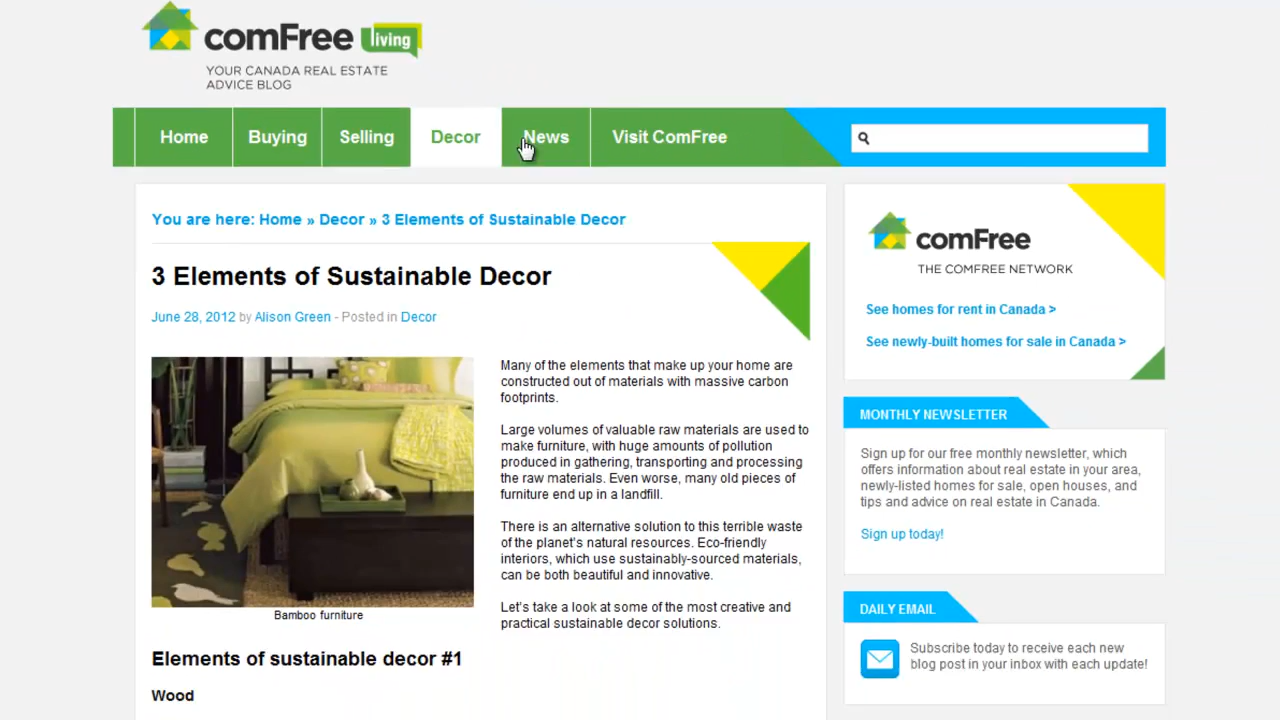 comFree living
YOUR CANADA REAL ESTATE
ADVICE BLOG
Home Buying Selling Decor News Visit ComFree
You are here: Home » Decor » 3 Elements of Sustainable Decor
3 Elements of Sustainable Decor
June 28, 2012 by Alison Green - Posted in Decor
Many of the elements that make up your home are
constructed out of materials with massive carbon
footprints.
Large volumes of valuable raw materials are used to
make furniture, with huge amounts of pollution
produced in gathering, transporting and processing
the raw materials. Even worse, many old pieces of
furniture end up in a landfill.
There is an alternative solution to this terrible waste
of the planet's natural resources. Eco-friendly
interiors, which use sustainably-sourced materials,
can be both beautiful and innovative.
Let's take a look at some of the most creative and
practical sustainable decor solutions.
Bamboo furniture
Elements of sustainable decor #1
Wood
comFree
THE COMFREE NETWORK
See homes for rent in Canada >
See newly-built homes for sale in Canada >
MONTHLY NEWSLETTER
Sign up for our free monthly newsletter, which
offers information about real estate in your area,
newly-listed homes for sale, open houses, and
tips and advice on real estate in Canada.
Sign up today!
DAILY EMAIL
Subscribe today to receive each new
blog post in your inbox with each update!